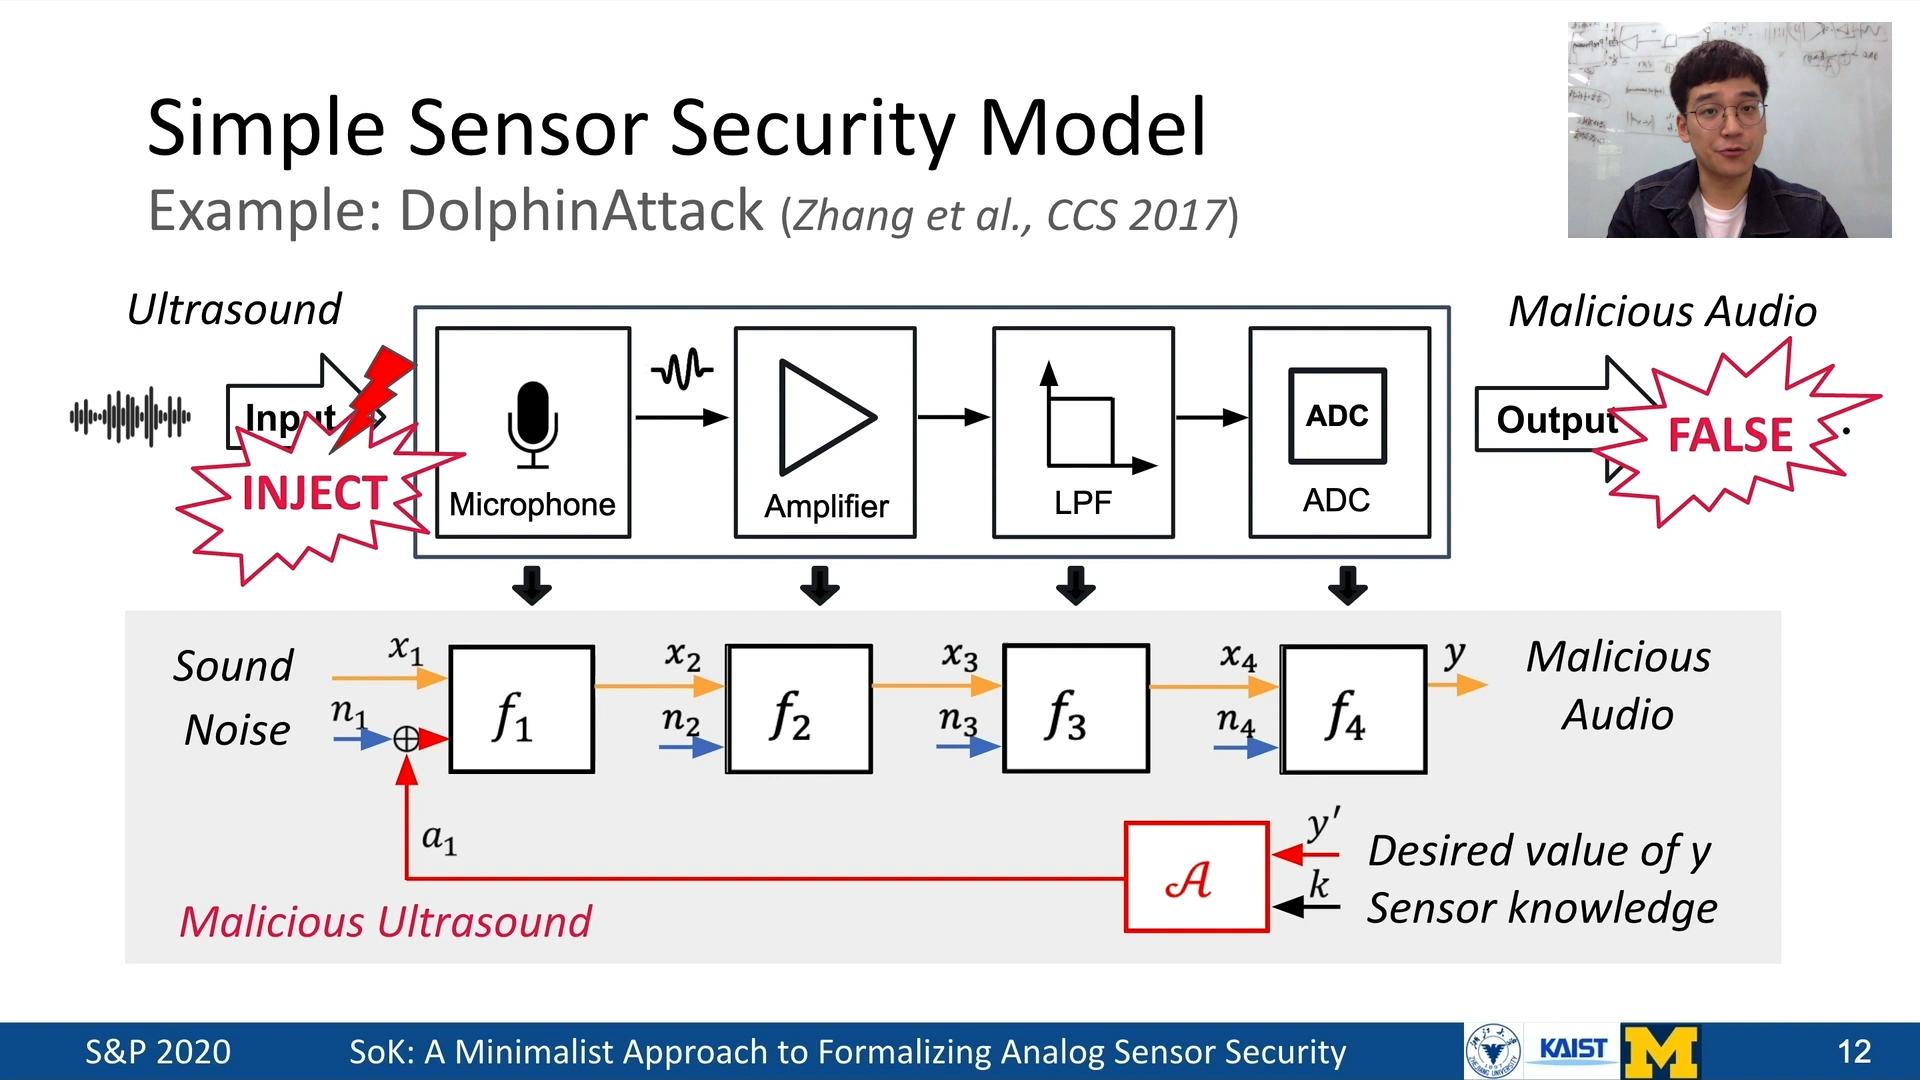 Simple Sensor Security Model
Example: DolphinAttack (Zhang et al., CCS 2017)
Ultrasound
Malicious Audio
Input
INJECT
Microphone
Amplifier
LPF
ADC
ADC
Output
FALSE
Sound
Noise
x₁
n₁
f₁
x₂
n₂
f₂
x₃
n₃
f₃
x₄
n₄
f₄
y
Malicious
Audio
a₁
𝒜
y′
k
Desired value of y
Sensor knowledge
Malicious Ultrasound
S&P 2020
SoK: A Minimalist Approach to Formalizing Analog Sensor Security
KAIST
M
12